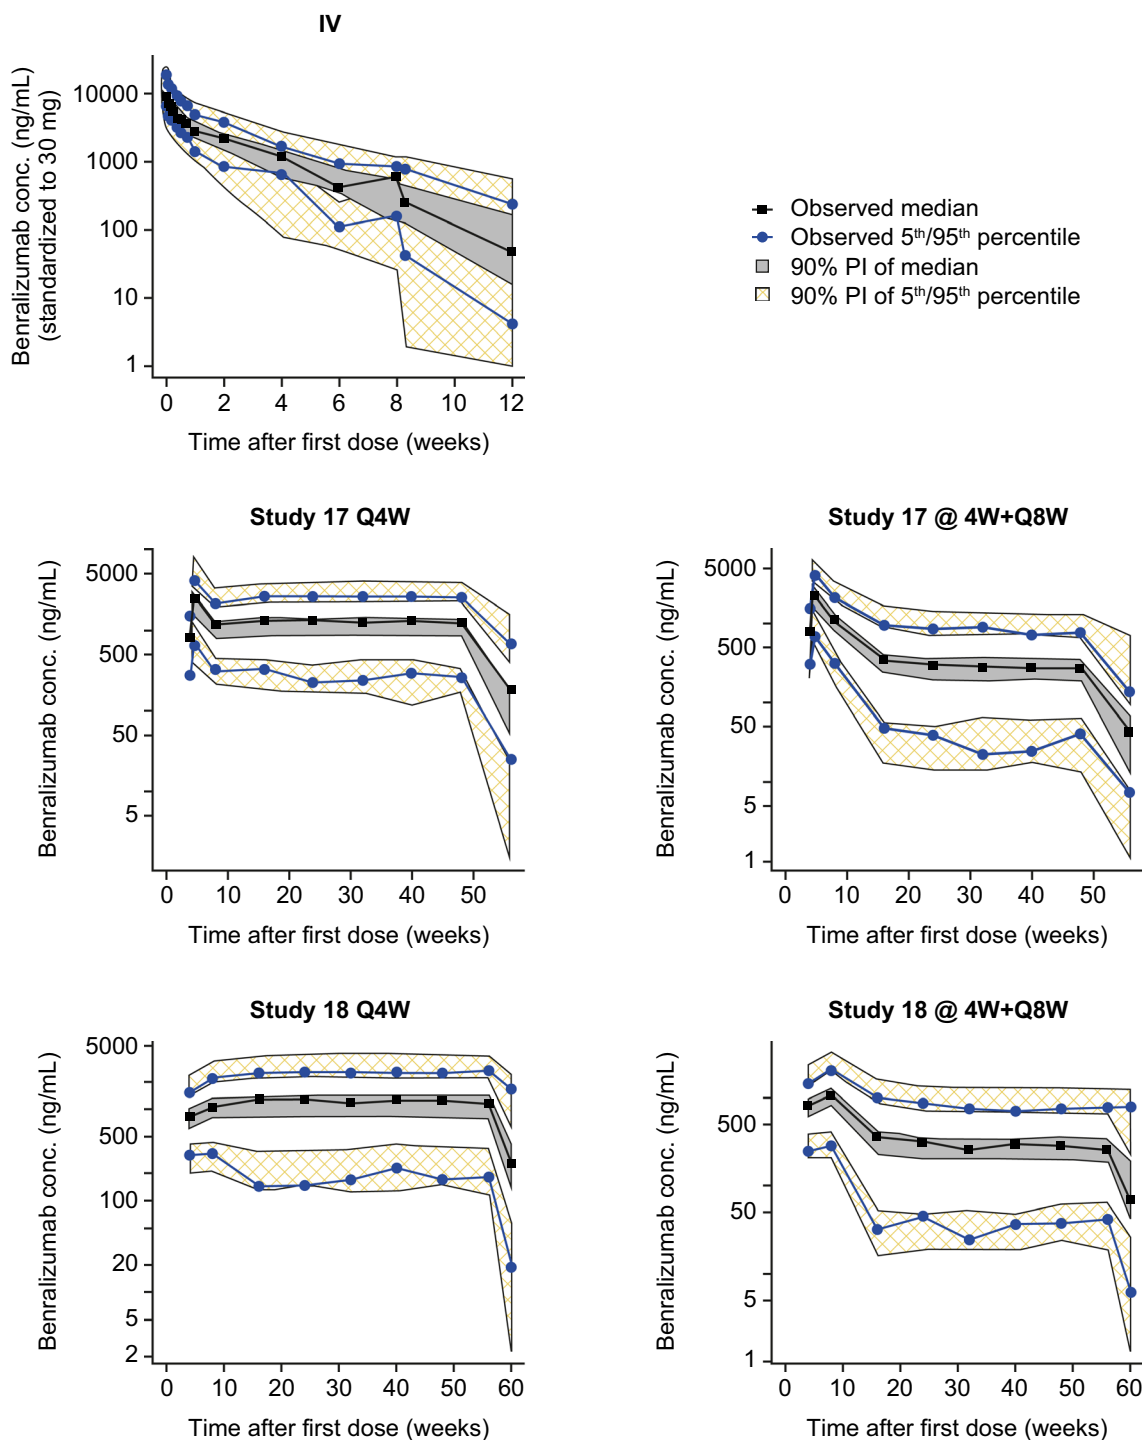 IV
Benralizumab conc. (ng/mL)
(standardized to 30 mg)
10000
1000
100
10
1
0 2 4 6 8 10 12
Time after first dose (weeks)
Observed median
Observed 5th/95th percentile
90% PI of median
90% PI of 5th/95th percentile
Study 17 Q4W
Benralizumab conc. (ng/mL)
5000
500
50
5
0 10 20 30 40 50
Time after first dose (weeks)
Study 17 @ 4W+Q8W
Benralizumab conc. (ng/mL)
5000
500
50
5
1
0 10 20 30 40 50
Time after first dose (weeks)
Study 18 Q4W
Benralizumab conc. (ng/mL)
5000
500
100
20
5
2
0 10 20 30 40 50 60
Time after first dose (weeks)
Study 18 @ 4W+Q8W
Benralizumab conc. (ng/mL)
500
50
5
1
0 10 20 30 40 50 60
Time after first dose (weeks)